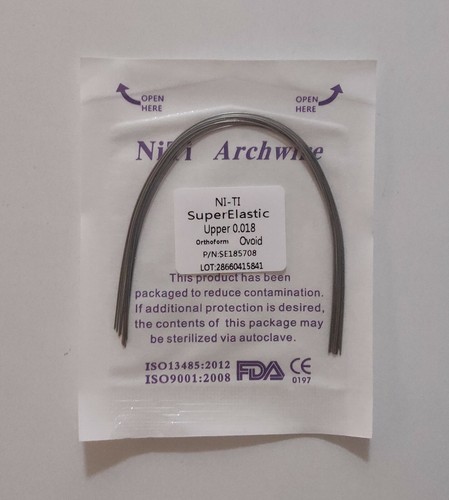 OPEN HERE
OPEN HERE
NiTi Archwire
NI-TI
SuperElastic
Upper 0.018
Orthoform Ovoid
P/N:SE185708
LOT:28660415841
This product has been
packaged to reduce contamination.
If additional protection is desired,
the contents of this package may
be sterilized via autoclave.
ISO13485:2012
ISO9001:2008 FDA CE
0197